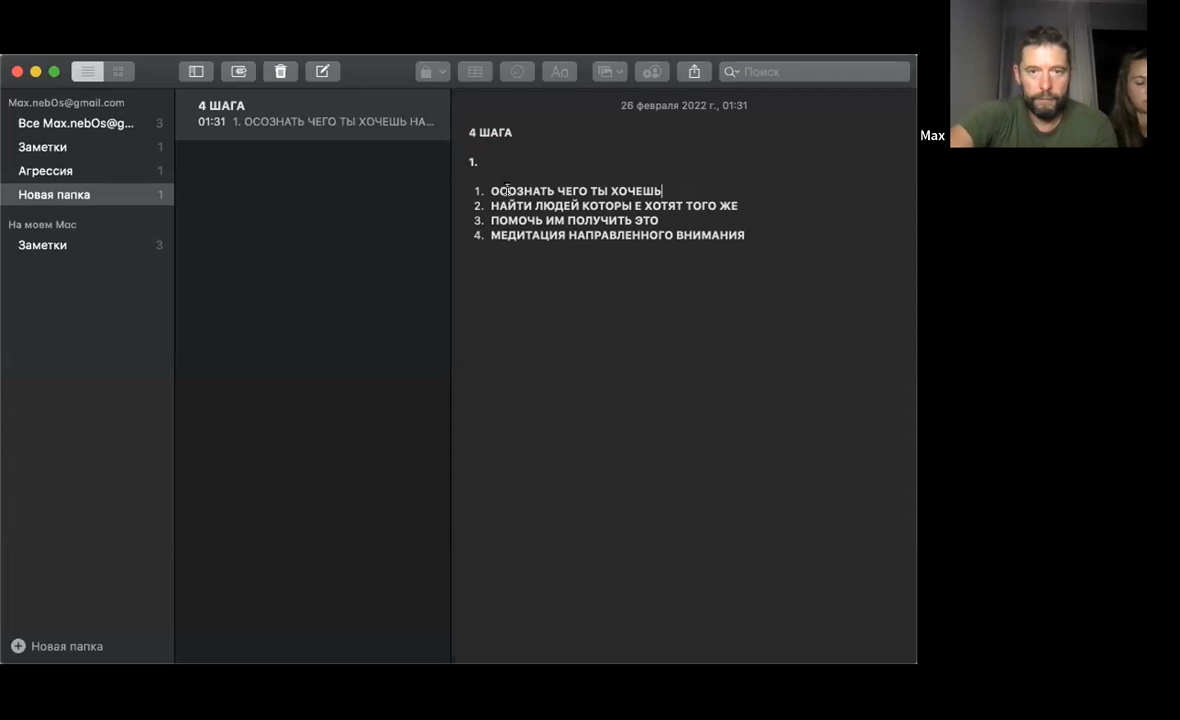 Поиск
Max.nebOs@gmail.com
Все Max.nebOs@g... 3
Заметки 1
Агрессия 1
Новая папка 1
На моем Mac
Заметки 3
Новая папка
4 ШАГА
01:31 1. ОСОЗНАТЬ ЧЕГО ТЫ ХОЧЕШЬ НА...
26 февраля 2022 г., 01:31
4 ШАГА
1.
1. ОСОЗНАТЬ ЧЕГО ТЫ ХОЧЕШЬ
2. НАЙТИ ЛЮДЕЙ КОТОРЫ Е ХОТЯТ ТОГО ЖЕ
3. ПОМОЧЬ ИМ ПОЛУЧИТЬ ЭТО
4. МЕДИТАЦИЯ НАПРАВЛЕННОГО ВНИМАНИЯ
Aa
Max